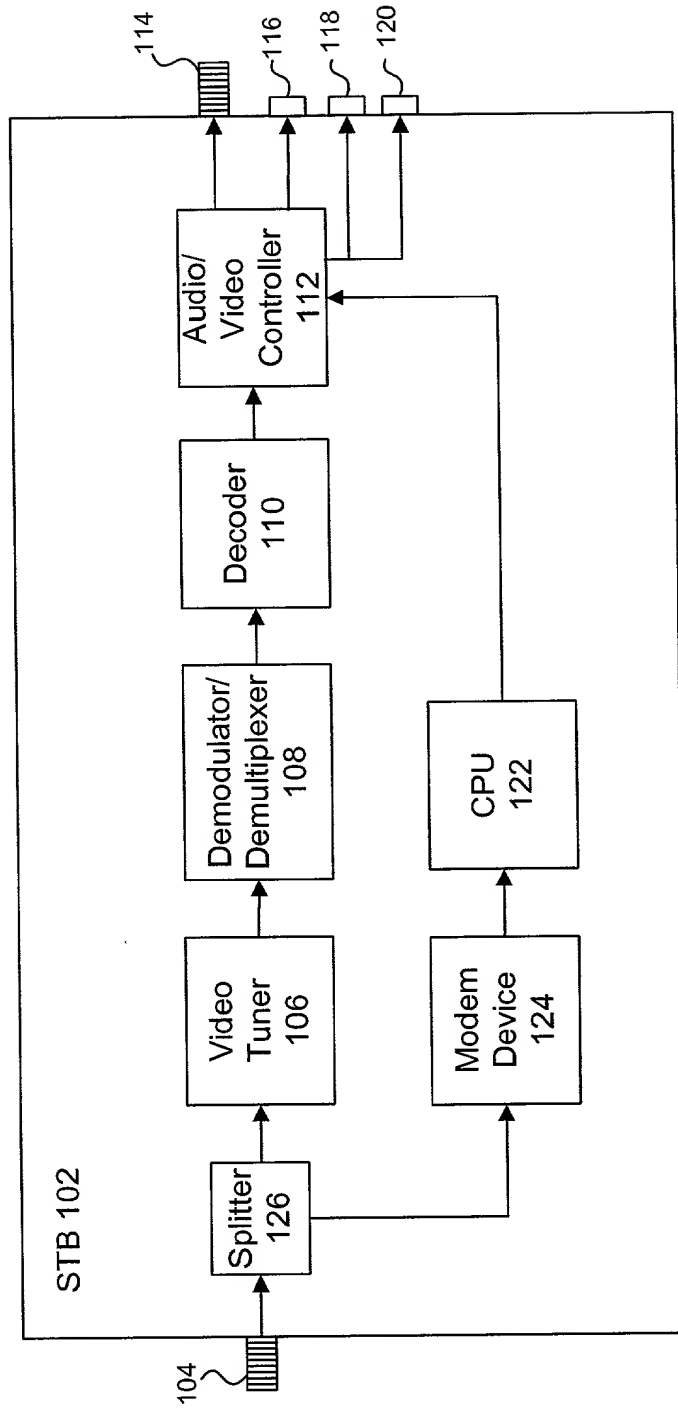 STB 102
104
Splitter
126
Video
Tuner
106
Demodulator/
Demultiplexer
108
Decoder
110
Audio/
Video
Controller
112
114
116
118
120
Modem
Device
124
CPU
122